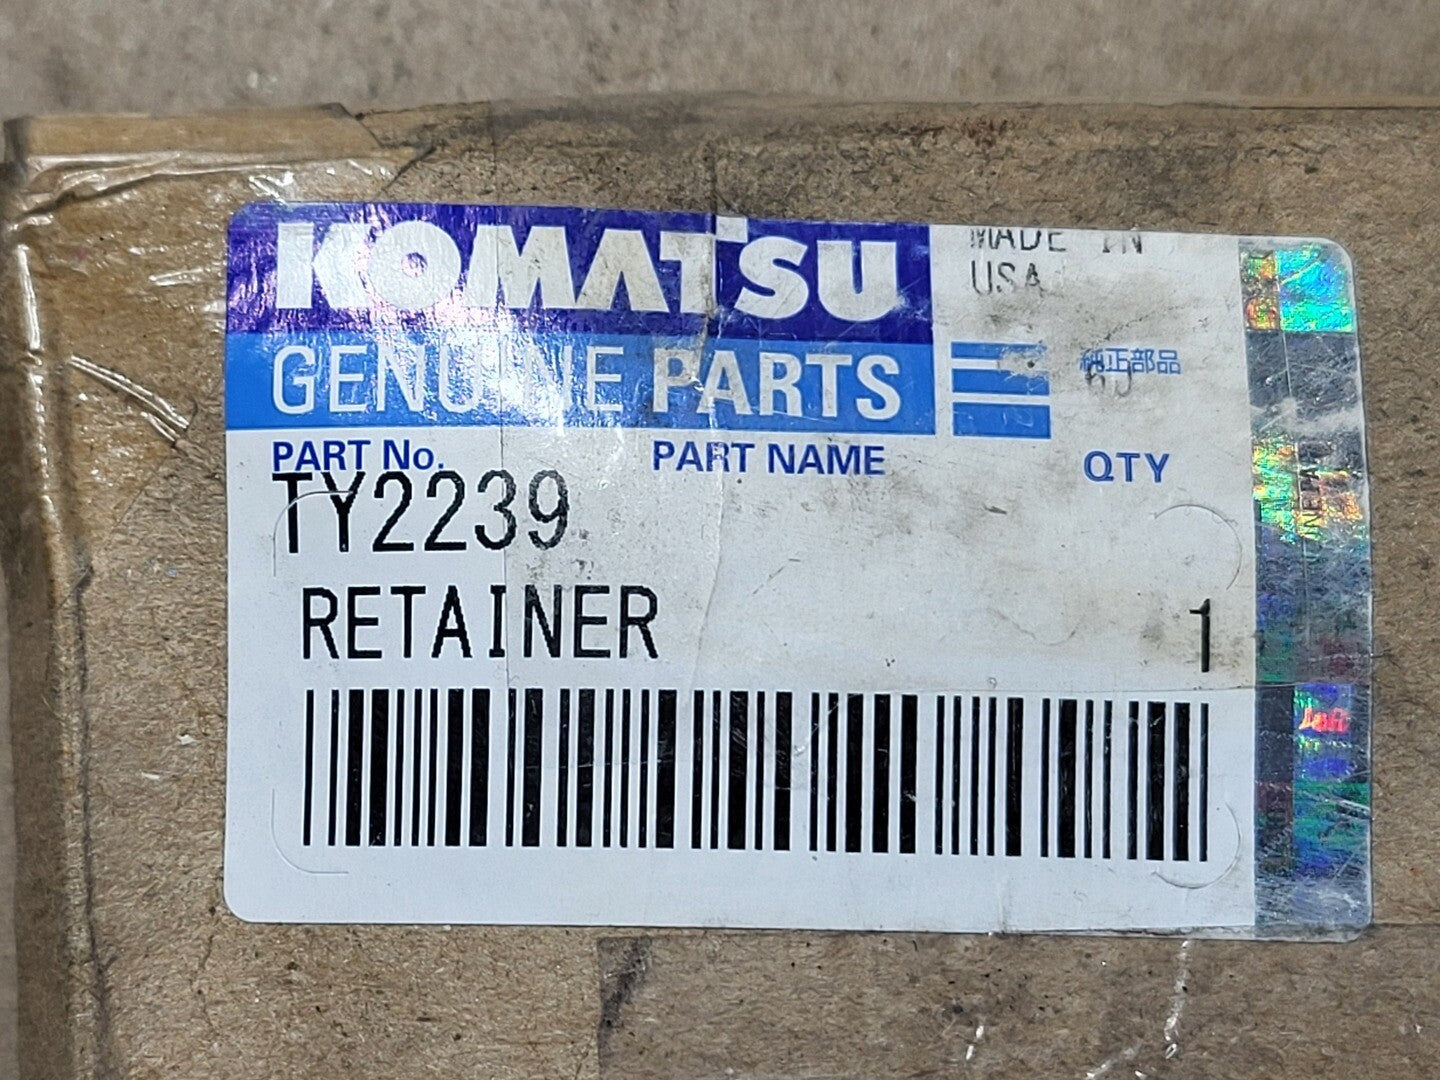 KOMATSU
MADE IN
USA
GENUINE PARTS
純正部品
PART No.
PART NAME
QTY
TY2239
RETAINER
1